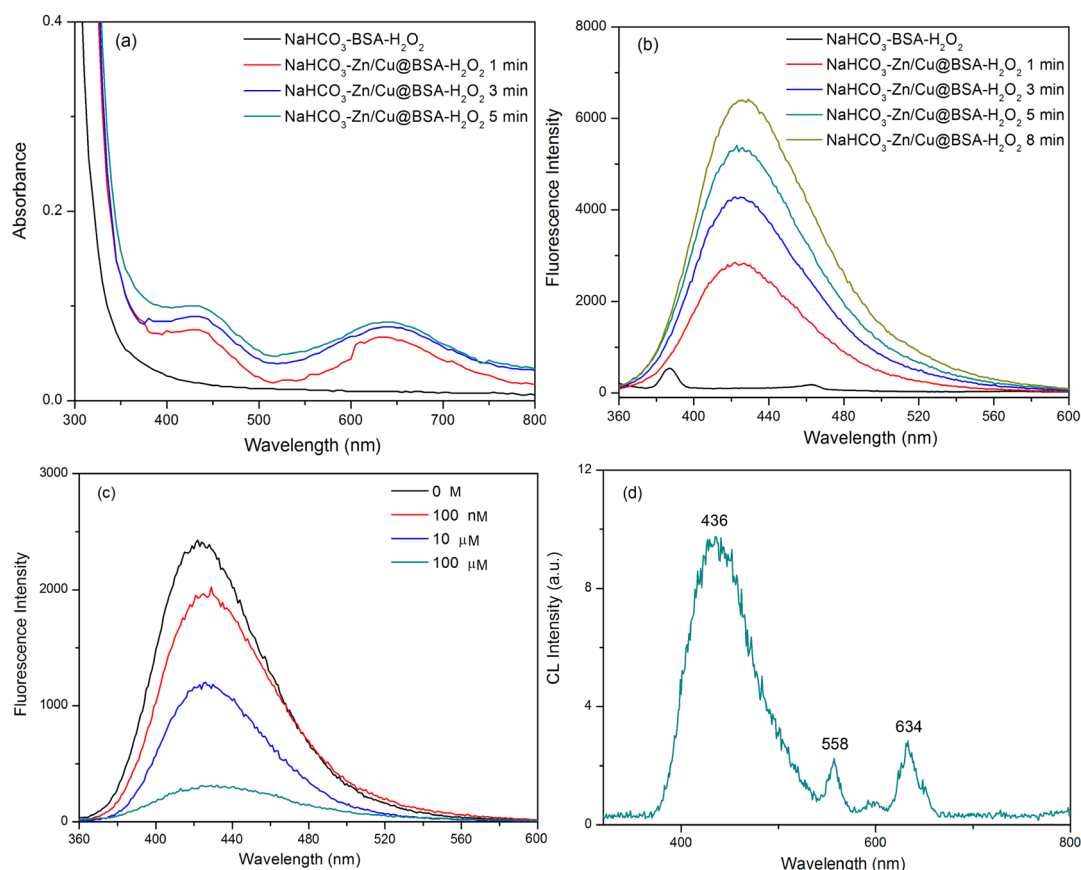 (a)
NaHCO₃-BSA-H₂O₂
NaHCO₃-Zn/Cu@BSA-H₂O₂ 1 min
NaHCO₃-Zn/Cu@BSA-H₂O₂ 3 min
NaHCO₃-Zn/Cu@BSA-H₂O₂ 5 min
0.4
0.2
0.0
Absorbance
300 400 500 600 700 800
Wavelength (nm)
(b)
NaHCO₃-BSA-H₂O₂
NaHCO₃-Zn/Cu@BSA-H₂O₂ 1 min
NaHCO₃-Zn/Cu@BSA-H₂O₂ 3 min
NaHCO₃-Zn/Cu@BSA-H₂O₂ 5 min
NaHCO₃-Zn/Cu@BSA-H₂O₂ 8 min
8000
6000
4000
2000
0
Fluorescence Intensity
360 400 440 480 520 560 600
Wavelength (nm)
(c)
0 M
100 nM
10 μM
100 μM
3000
2000
1000
0
Fluorescence Intensity
360 400 440 480 520 560 600
Wavelength (nm)
(d)
436
558
634
12
8
4
0
CL Intensity (a.u.)
400 600 800
Wavelength (nm)